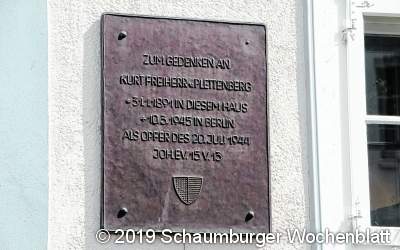 ZUM GEDENKEN AN
KURT FREIHERR V. PLETTENBERG
* 31.1.1891 IN DIESEM HAUS
+ 10.3.1945 IN BERLIN
ALS OPFER DES 20. JULI 1944
JOH. EV. 15 V. 13
© 2019 Schaumburger Wochenblatt